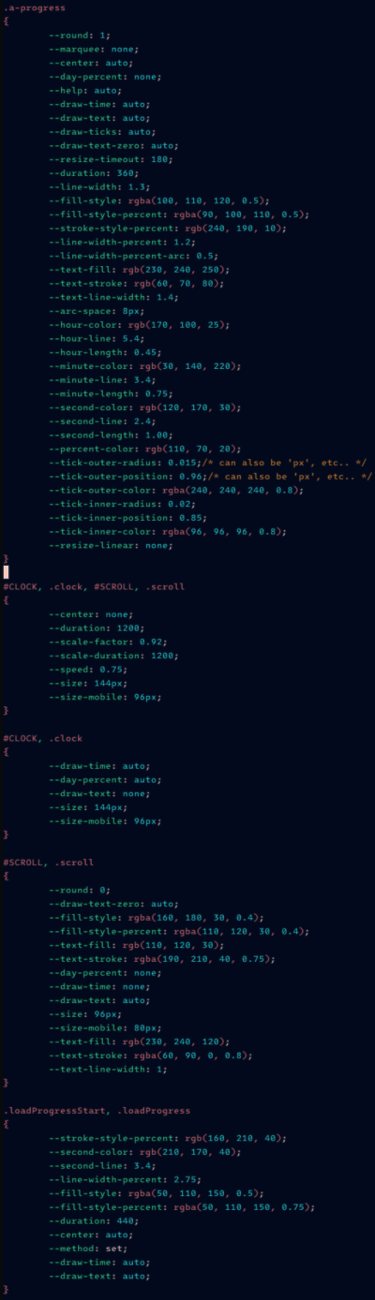 .a-progress
{
--round: 1;
--marquee: none;
--center: auto;
--day-percent: none;
--help: auto;
--draw-time: auto;
--draw-text: auto;
--draw-ticks: auto;
--draw-text-zero: auto;
--resize-timeout: 180;
--duration: 360;
--line-width: 1.3;
--fill-style: rgba(100, 110, 120, 0.5);
--fill-style-percent: rgba(90, 100, 110, 0.5);
--stroke-style-percent: rgb(240, 190, 10);
--line-width-percent: 1.2;
--line-width-percent-arc: 0.5;
--text-fill: rgb(230, 240, 250);
--text-stroke: rgb(60, 70, 80);
--text-line-width: 1.4;
--arc-space: 8px;
--hour-color: rgb(170, 100, 25);
--hour-line: 5.4;
--hour-length: 0.45;
--minute-color: rgb(30, 140, 220);
--minute-line: 3.4;
--minute-length: 0.75;
--second-color: rgb(120, 170, 30);
--second-line: 2.4;
--second-length: 1.00;
--percent-color: rgb(110, 70, 20);
--tick-outer-radius: 0.015;/* can also be 'px', etc.. */
--tick-outer-position: 0.96;/* can also be 'px', etc.. */
--tick-outer-color: rgba(240, 240, 240, 0.8);
--tick-inner-radius: 0.02;
--tick-inner-position: 0.85;
--tick-inner-color: rgba(96, 96, 96, 0.8);
--resize-linear: none;
}
#CLOCK, .clock, #SCROLL, .scroll
{
--center: none;
--duration: 1200;
--scale-factor: 0.92;
--scale-duration: 1200;
--speed: 0.75;
--size: 144px;
--size-mobile: 96px;
}
#CLOCK, .clock
{
--draw-time: auto;
--day-percent: auto;
--draw-text: none;
--size: 144px;
--size-mobile: 96px;
}
#SCROLL, .scroll
{
--round: 0;
--draw-text-zero: auto;
--fill-style: rgba(160, 180, 30, 0.4);
--fill-style-percent: rgba(110, 120, 30, 0.4);
--text-fill: rgb(110, 120, 30);
--text-stroke: rgba(190, 210, 40, 0.75);
--day-percent: none;
--draw-time: none;
--draw-text: auto;
--size: 96px;
--size-mobile: 80px;
--text-fill: rgb(230, 240, 120);
--text-stroke: rgba(60, 90, 0, 0.8);
--text-line-width: 1;
}
.loadProgressStart, .loadProgress
{
--stroke-style-percent: rgb(160, 210, 40);
--second-color: rgb(210, 170, 40);
--second-line: 3.4;
--line-width-percent: 2.75;
--fill-style: rgba(50, 110, 150, 0.5);
--fill-style-percent: rgba(50, 110, 150, 0.75);
--duration: 440;
--center: auto;
--method: set;
--draw-time: auto;
--draw-text: auto;
}